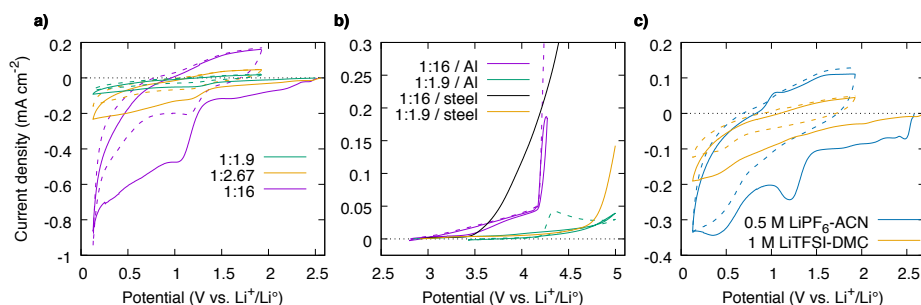 a)
b)
c)
0.2
0
-0.2
-0.4
-0.6
-0.8
-1
Current density (mA cm-2)
1:1.9
1:2.67
1:16
0 0.5 1 1.5 2 2.5
Potential (V vs. Li+/Li°)
0.25
0.2
0.15
0.1
0.05
0
1:16 / Al
1:1.9 / Al
1:16 / steel
1:1.9 / steel
2.5 3 3.5 4 4.5 5
Potential (V vs. Li+/Li°)
0.2
0.1
0
-0.1
-0.2
-0.3
-0.4
0.5 M LiPF6-ACN
1 M LiTFSI-DMC
0 0.5 1 1.5 2 2.5
Potential (V vs. Li+/Li°)